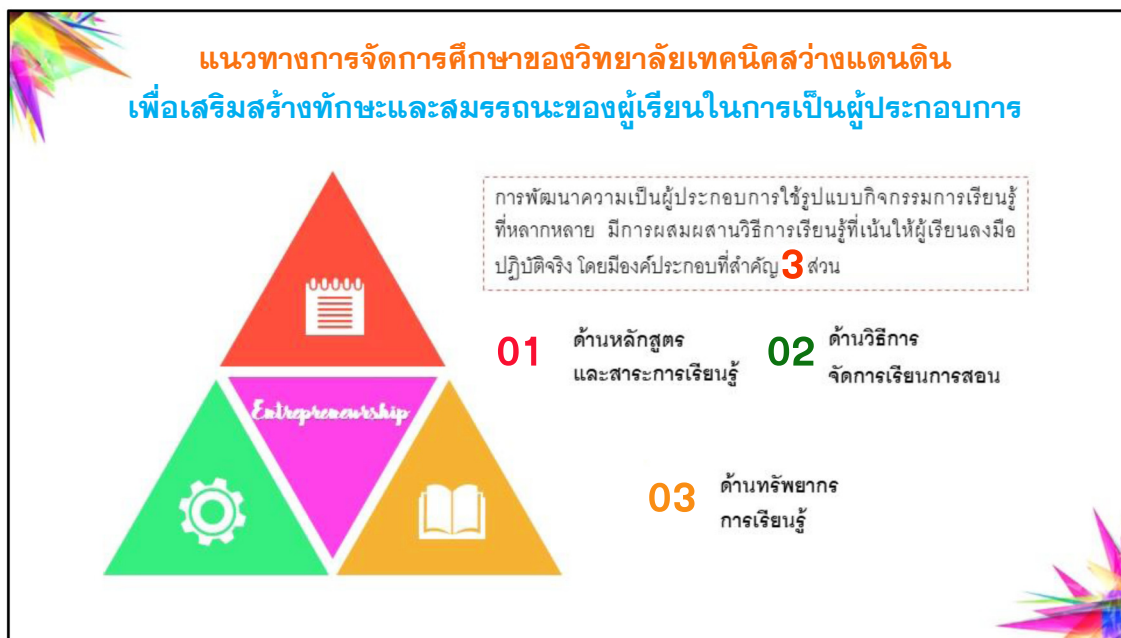 แนวทางการจัดการศึกษาของวิทยาลัยเทคนิคสว่างแดนดิน
เพื่อเสริมสร้างทักษะและสมรรถนะของผู้เรียนในการเป็นผู้ประกอบการ
การพัฒนาความเป็นผู้ประกอบการใช้รูปแบบกิจกรรมการเรียนรู้
ที่หลากหลาย มีการผสมผสานวิธีการเรียนรู้ที่เน้นให้ผู้เรียนลงมือ
ปฏิบัติจริง โดยมีองค์ประกอบที่สำคัญ 3 ส่วน
01 ด้านหลักสูตร
และสาระการเรียนรู้
02 ด้านวิธีการ
จัดการเรียนการสอน
Entrepreneurship
03 ด้านทรัพยากร
การเรียนรู้